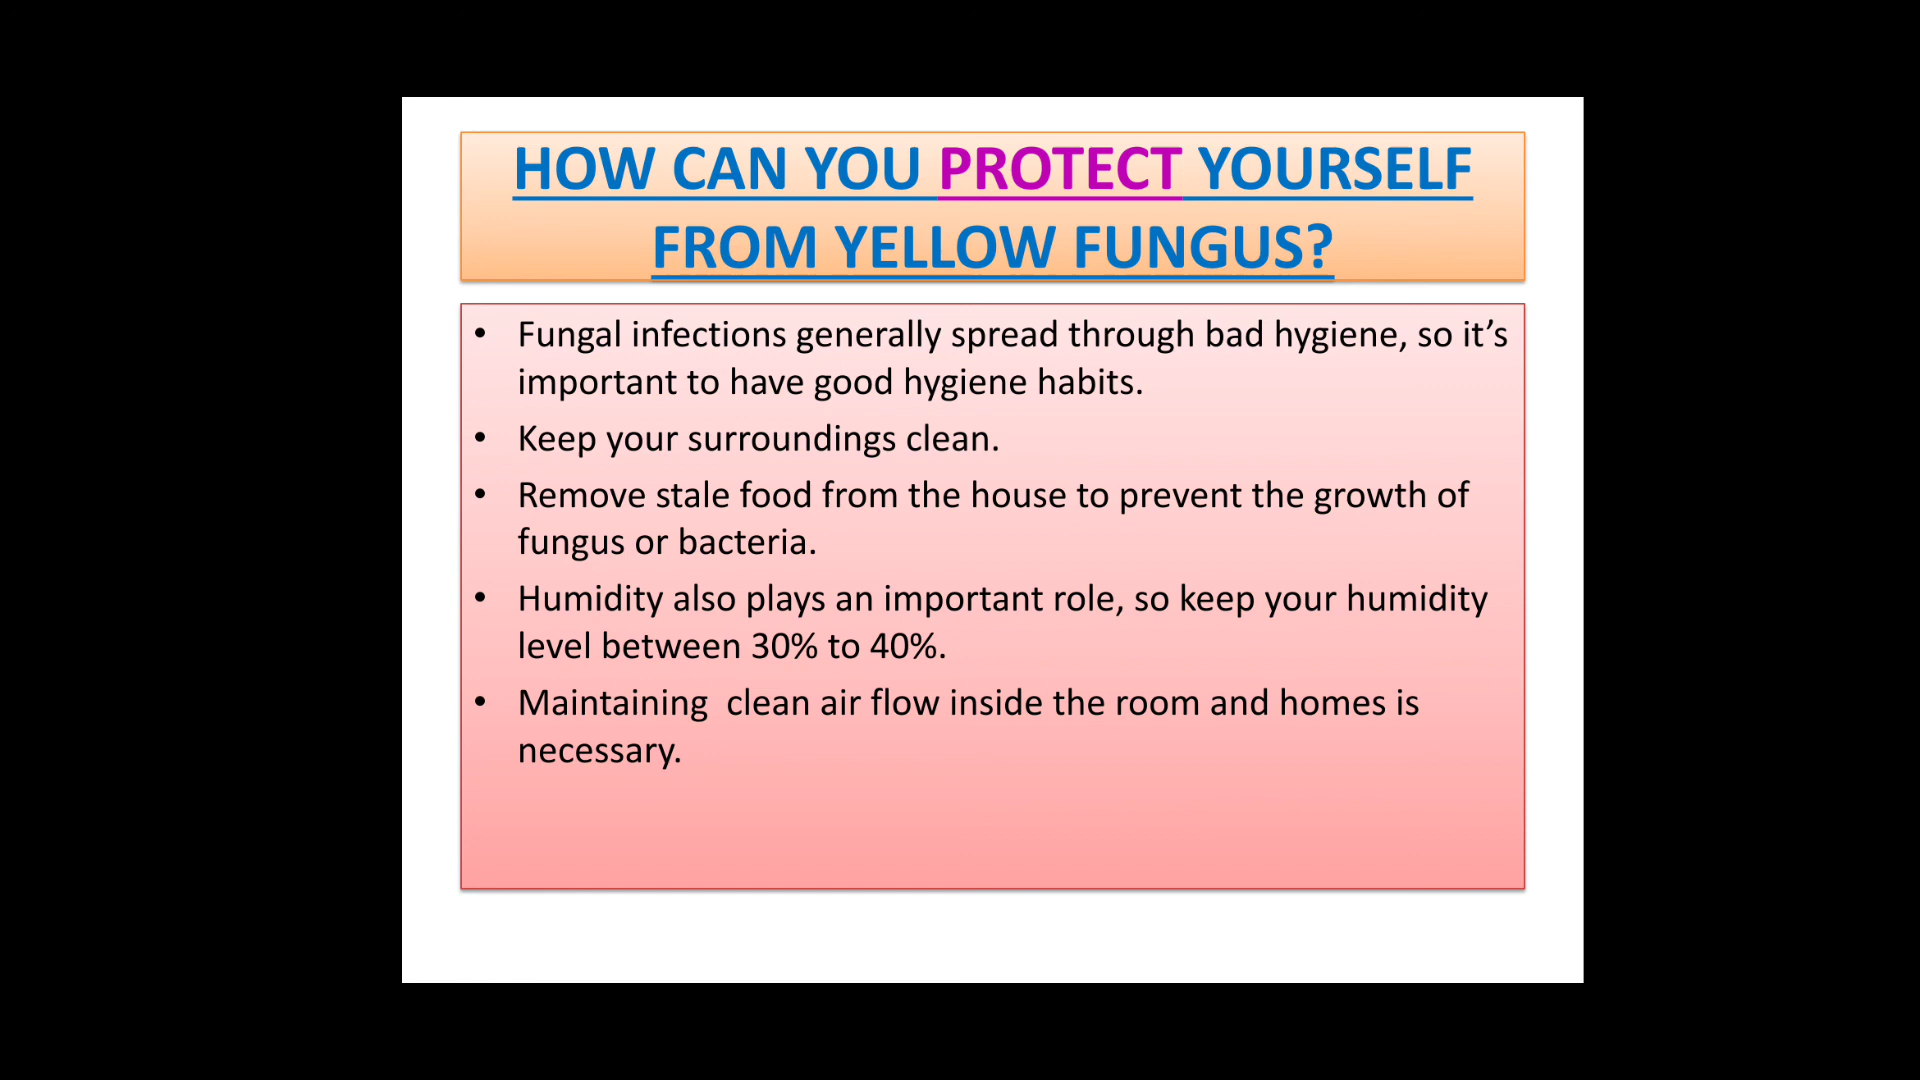 HOW CAN YOU PROTECT YOURSELF
FROM YELLOW FUNGUS?
• Fungal infections generally spread through bad hygiene, so it’s
important to have good hygiene habits.
• Keep your surroundings clean.
• Remove stale food from the house to prevent the growth of
fungus or bacteria.
• Humidity also plays an important role, so keep your humidity
level between 30% to 40%.
• Maintaining  clean air flow inside the room and homes is
necessary.